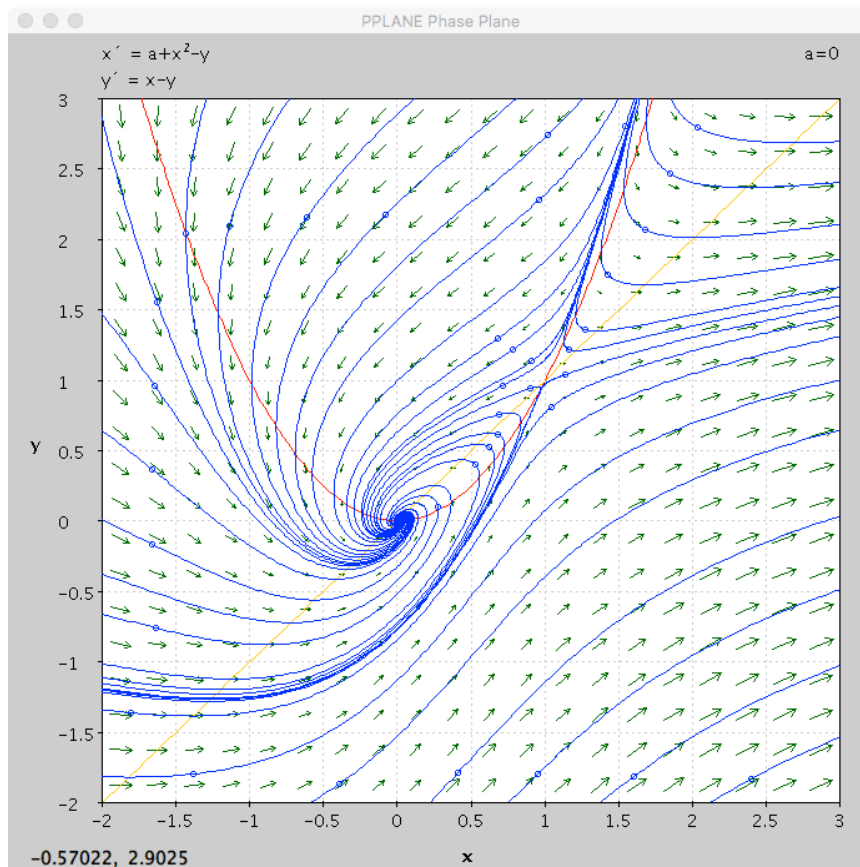 PPLANE Phase Plane
x´ = a+x²−y
a=0
y´ = x−y
3
2.5
2
1.5
1
y
0.5
0
−0.5
−1
−1.5
−2
−2 −1.5 −1 −0.5 0 0.5 1 1.5 2 2.5 3
−0.57022, 2.9025
x